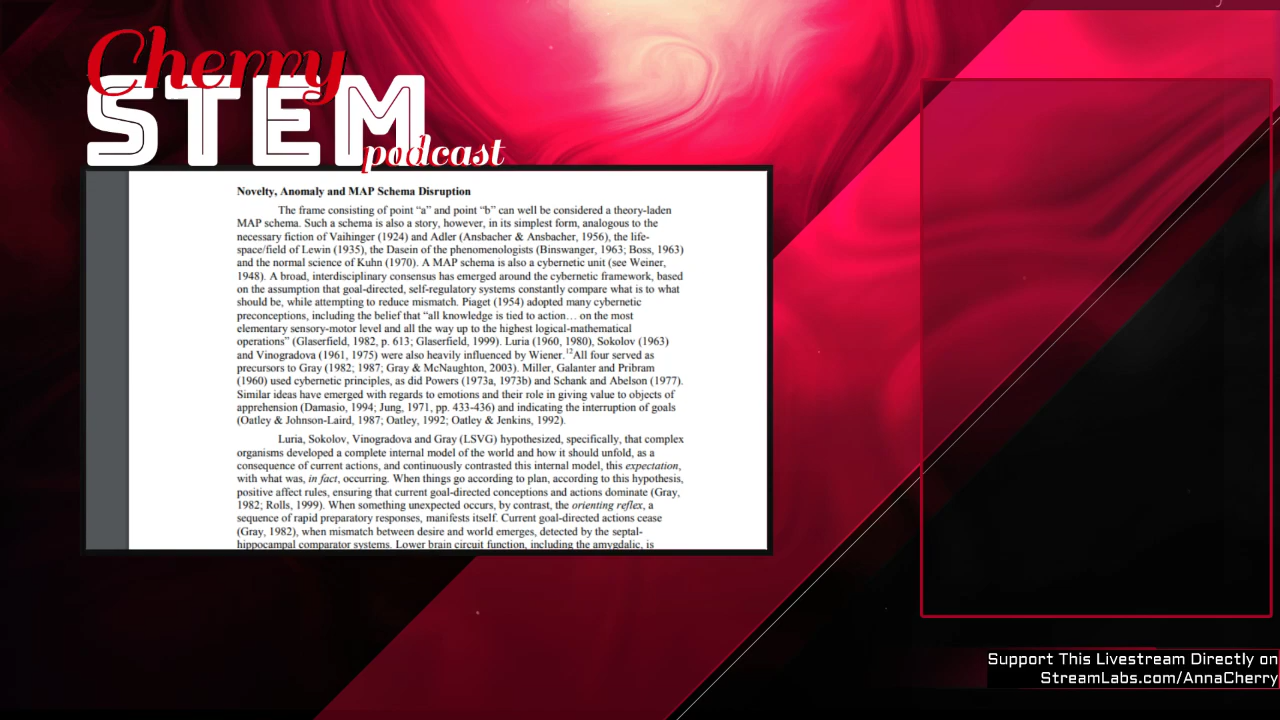 Cherry
STEM
podcast
Novelty, Anomaly and MAP Schema Disruption
The frame consisting of point “a” and point “b” can well be considered a theory-laden
MAP schema. Such a schema is also a story, however, in its simplest form, analogous to the
necessary fiction of Vaihinger (1924) and Adler (Ansbacher & Ansbacher, 1956), the life-
space/field of Lewin (1935), the Dasein of the phenomenologists (Binswanger, 1963; Boss, 1963)
and the normal science of Kuhn (1970). A MAP schema is also a cybernetic unit (see Weiner,
1948). A broad, interdisciplinary consensus has emerged around the cybernetic framework, based
on the assumption that goal-directed, self-regulatory systems constantly compare what is to what
should be, while attempting to reduce mismatch. Piaget (1954) adopted many cybernetic
preconceptions, including the belief that “all knowledge is tied to action… on the most
elementary sensory-motor level and all the way up to the highest logical-mathematical
operations” (Glaserfield, 1982, p. 613; Glaserfield, 1999). Luria (1960, 1980), Sokolov (1963)
and Vinogradova (1961, 1975) were also heavily influenced by Wiener.12All four served as
precursors to Gray (1982; 1987; Gray & McNaughton, 2003). Miller, Galanter and Pribram
(1960) used cybernetic principles, as did Powers (1973a, 1973b) and Schank and Abelson (1977).
Similar ideas have emerged with regards to emotions and their role in giving value to objects of
apprehension (Damasio, 1994; Jung, 1971, pp. 433-436) and indicating the interruption of goals
(Oatley & Johnson-Laird, 1987; Oatley, 1992; Oatley & Jenkins, 1992).
Luria, Sokolov, Vinogradova and Gray (LSVG) hypothesized, specifically, that complex
organisms developed a complete internal model of the world and how it should unfold, as a
consequence of current actions, and continuously contrasted this internal model, this expectation,
with what was, in fact, occurring. When things go according to plan, according to this hypothesis,
positive affect rules, ensuring that current goal-directed conceptions and actions dominate (Gray,
1982; Rolls, 1999). When something unexpected occurs, by contrast, the orienting reflex, a
sequence of rapid preparatory responses, manifests itself. Current goal-directed actions cease
(Gray, 1982), when mismatch between desire and world emerges, detected by the septal-
hippocampal comparator systems. Lower brain circuit function, including the amygdalic, is
Support This Livestream Directly on
StreamLabs.com/AnnaCherry